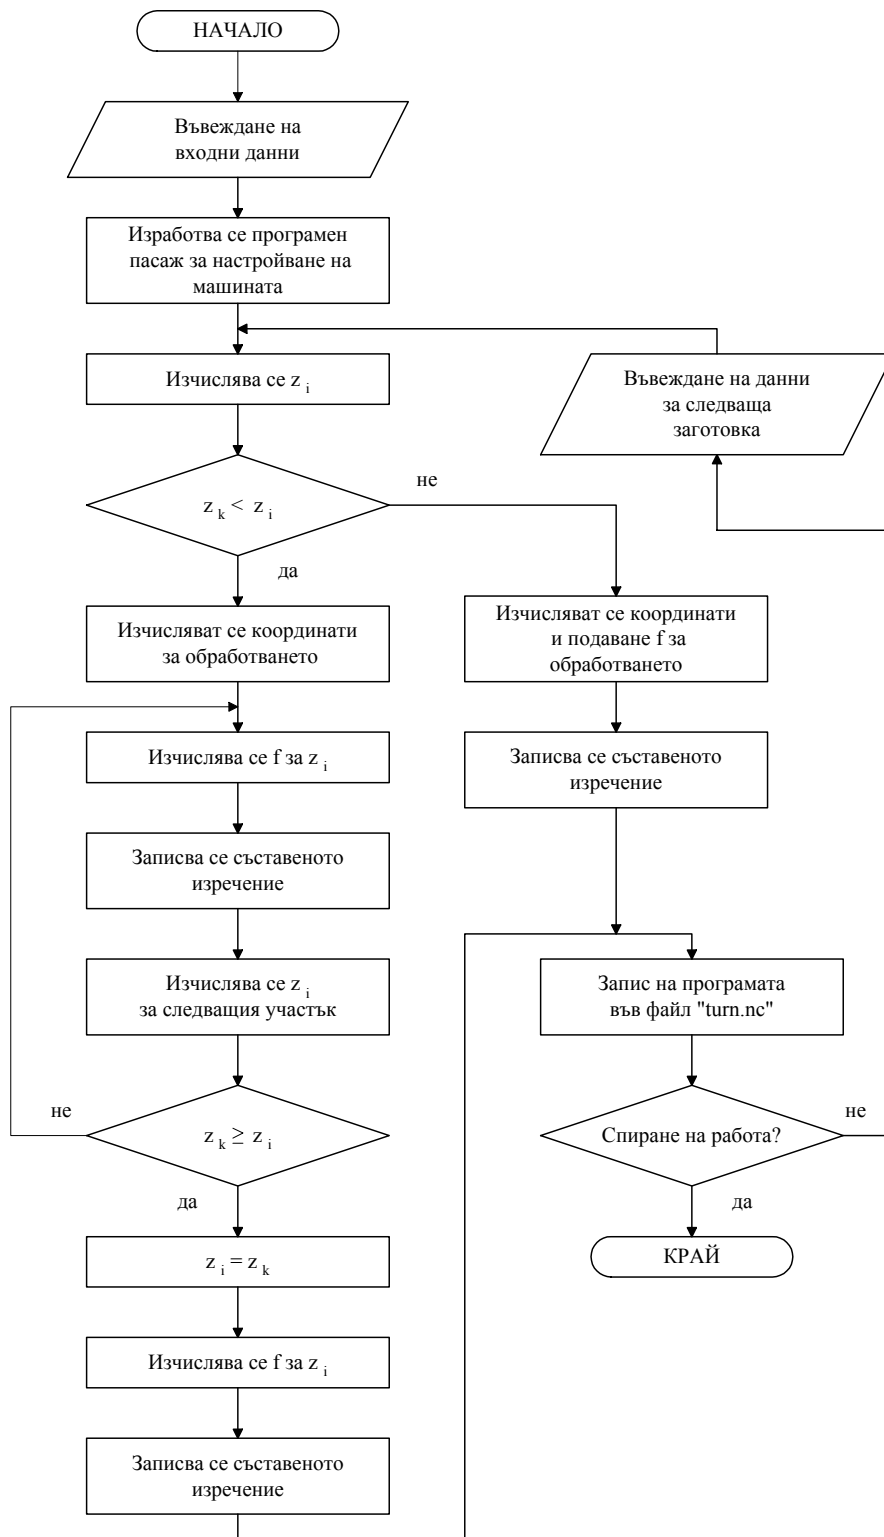 НАЧАЛО
Въвеждане на
входни данни
Изработва се програмен
пасаж за настройване на
машината
Изчислява се z i
z k < z i
не
да
Изчисляват се координати
за обработването
Изчислява се f за z i
Записва се съставеното
изречение
Изчислява се z i
за следващия участък
z k ≥ z i
не
да
z i = z k
Изчислява се f за z i
Записва се съставеното
изречение
Въвеждане на данни
за следваща
заготовка
Изчисляват се координати
и подаване f за
обработването
Записва се съставеното
изречение
Запис на програмата
във файл "turn.nc"
Спиране на работа?
не
да
КРАЙ